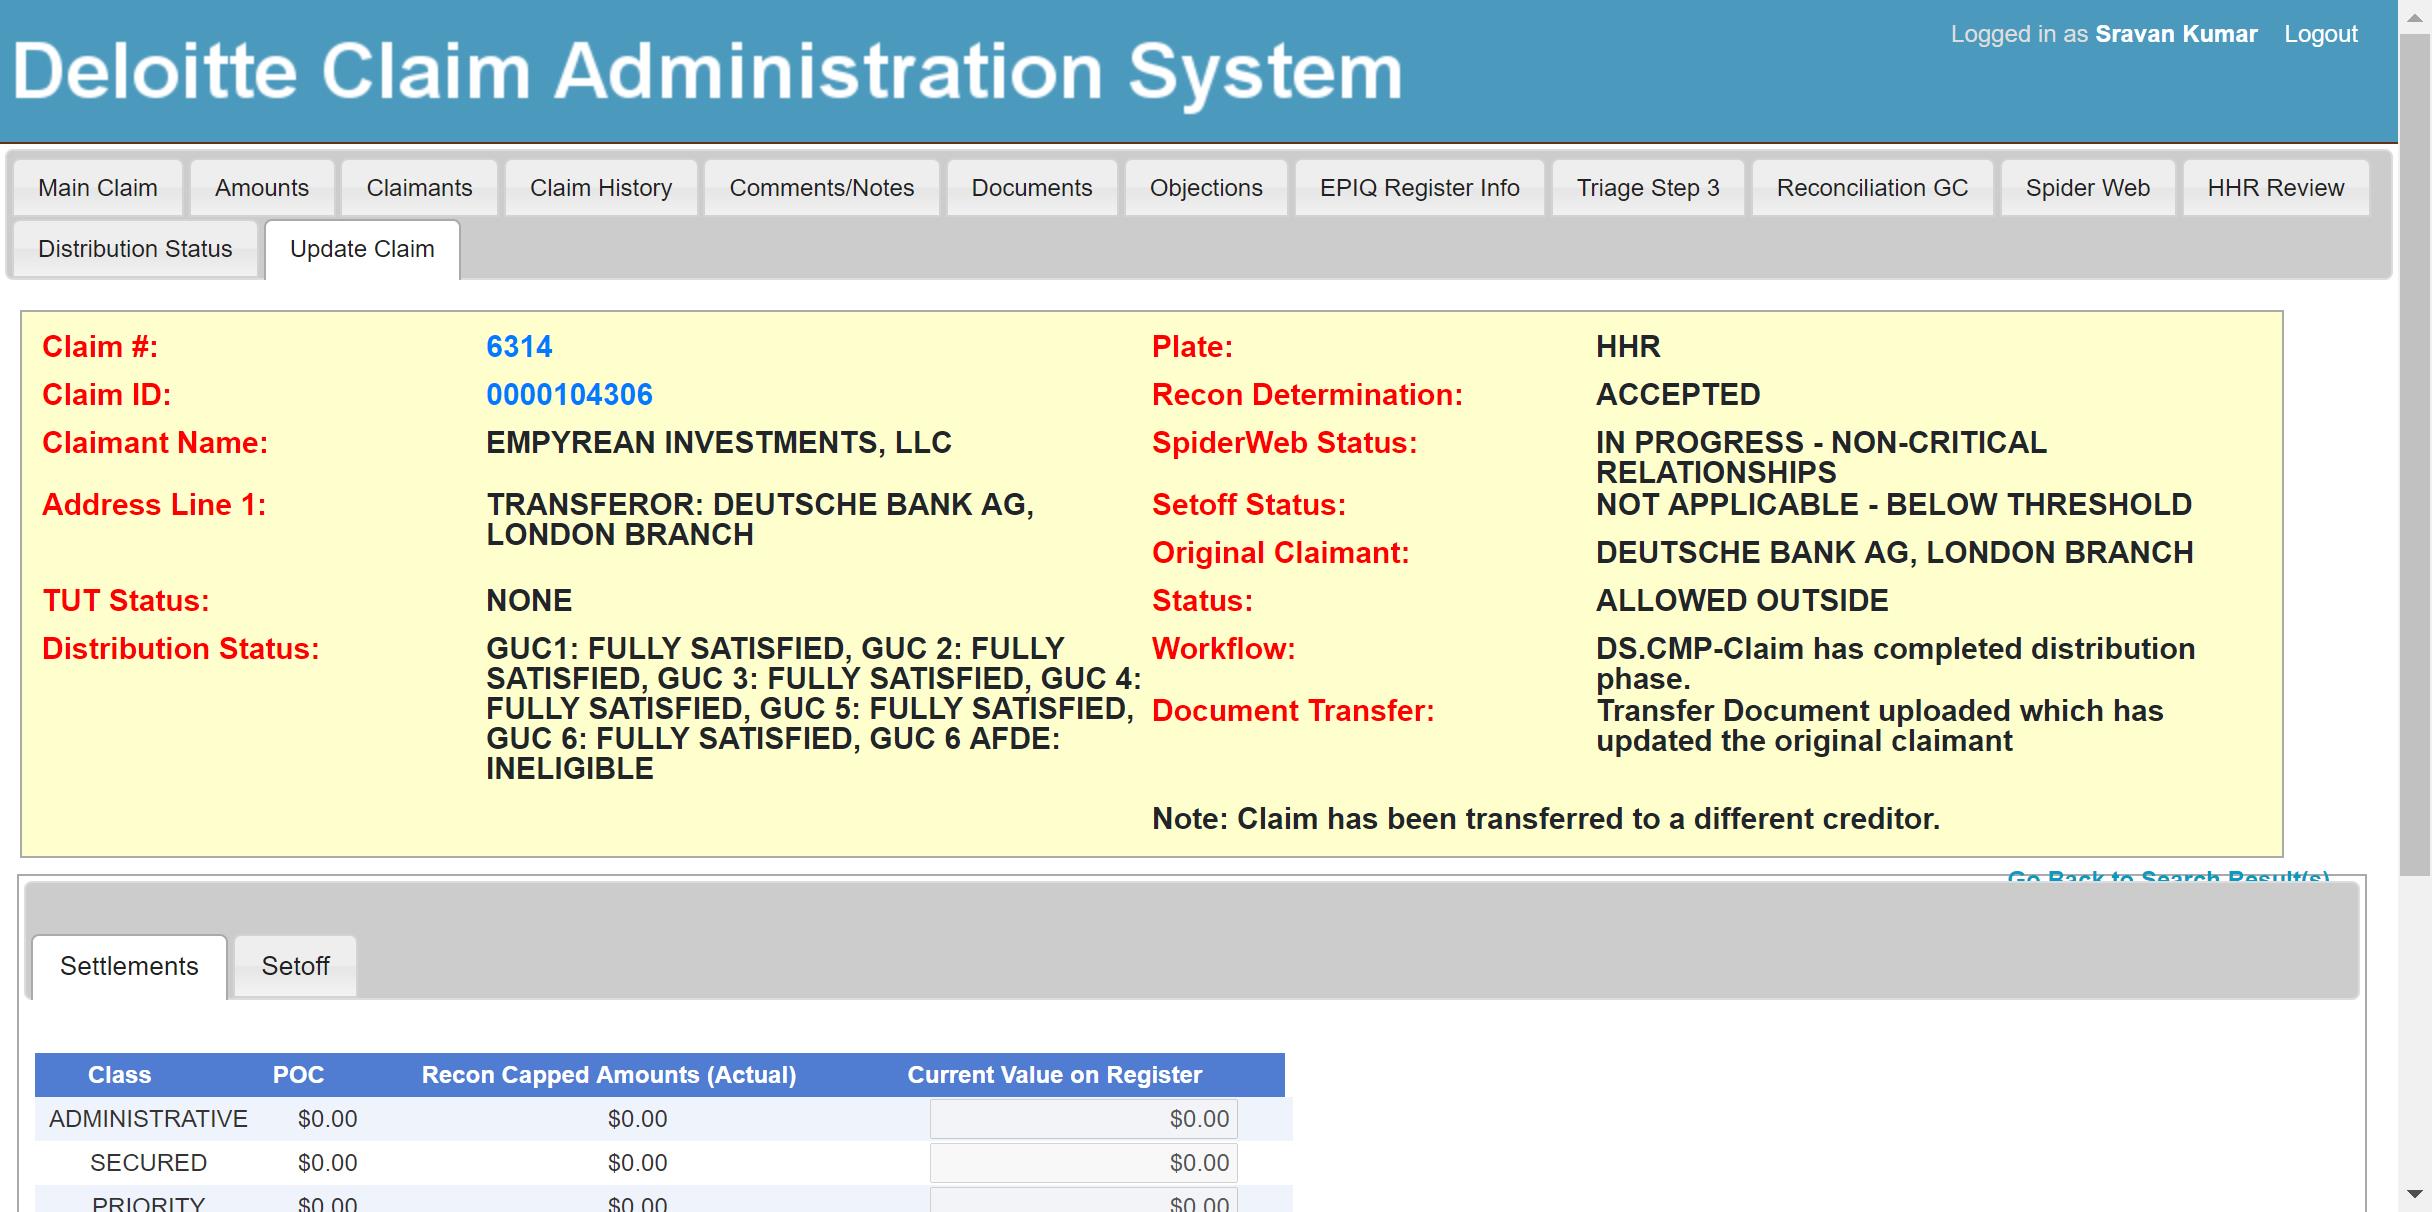 Logged in as Sravan Kumar Logout
Deloitte Claim Administration System
Main Claim Amounts Claimants Claim History Comments/Notes Documents Objections EPIQ Register Info Triage Step 3 Reconciliation GC Spider Web HHR Review
Distribution Status Update Claim
Claim #: 6314
Claim ID: 0000104306
Claimant Name: EMPYREAN INVESTMENTS, LLC
Address Line 1: TRANSFEROR: DEUTSCHE BANK AG,
LONDON BRANCH
TUT Status: NONE
Distribution Status: GUC1: FULLY SATISFIED, GUC 2: FULLY
SATISFIED, GUC 3: FULLY SATISFIED, GUC 4:
FULLY SATISFIED, GUC 5: FULLY SATISFIED,
GUC 6: FULLY SATISFIED, GUC 6 AFDE:
INELIGIBLE
Plate: HHR
Recon Determination: ACCEPTED
SpiderWeb Status: IN PROGRESS - NON-CRITICAL
RELATIONSHIPS
Setoff Status: NOT APPLICABLE - BELOW THRESHOLD
Original Claimant: DEUTSCHE BANK AG, LONDON BRANCH
Status: ALLOWED OUTSIDE
Workflow: DS.CMP-Claim has completed distribution
phase.
Document Transfer: Transfer Document uploaded which has
updated the original claimant
Note: Claim has been transferred to a different creditor.
Go Back to Search Result(s)
Settlements Setoff
Class POC Recon Capped Amounts (Actual) Current Value on Register
ADMINISTRATIVE $0.00 $0.00 $0.00
SECURED $0.00 $0.00 $0.00
PRIORITY $0.00 $0.00 $0.00